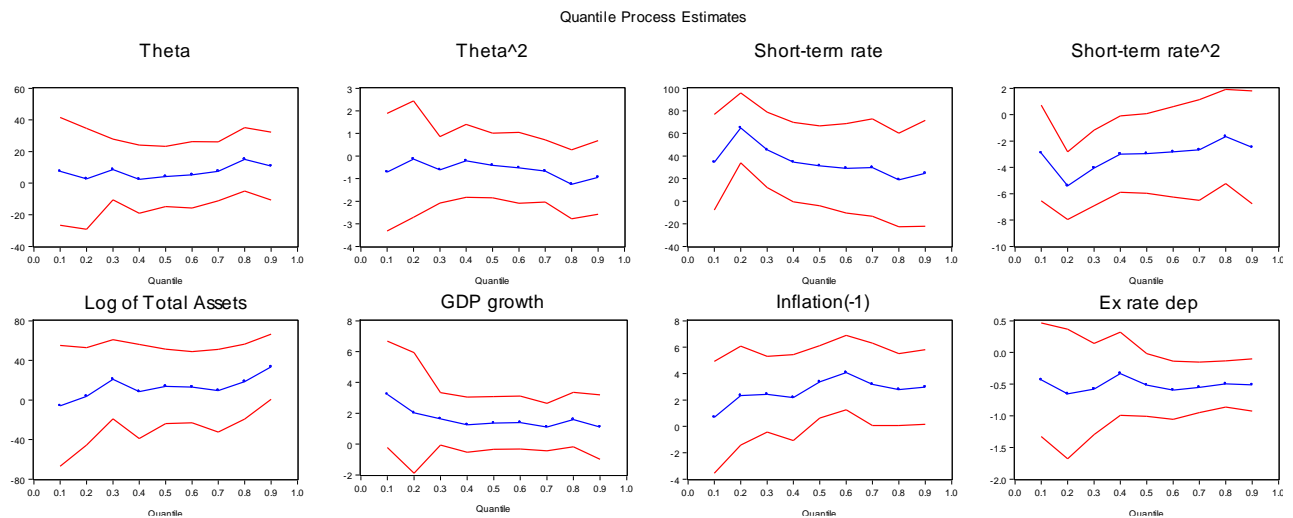 Quantile Process Estimates
Theta
60
40
20
0
-20
-40
0.0 0.1 0.2 0.3 0.4 0.5 0.6 0.7 0.8 0.9 1.0
Quantile
Theta^2
3
2
1
0
-1
-2
-3
-4
0.0 0.1 0.2 0.3 0.4 0.5 0.6 0.7 0.8 0.9 1.0
Quantile
Short-term rate
100
80
60
40
20
0
-20
-40
0.0 0.1 0.2 0.3 0.4 0.5 0.6 0.7 0.8 0.9 1.0
Quantile
Short-term rate^2
2
0
-2
-4
-6
-8
-10
0.0 0.1 0.2 0.3 0.4 0.5 0.6 0.7 0.8 0.9 1.0
Quantile
Log of Total Assets
80
40
0
-40
-80
0.0 0.1 0.2 0.3 0.4 0.5 0.6 0.7 0.8 0.9 1.0
Quantile
GDP growth
8
6
4
2
0
-2
0.0 0.1 0.2 0.3 0.4 0.5 0.6 0.7 0.8 0.9 1.0
Quantile
Inflation(-1)
8
6
4
2
0
-2
-4
0.0 0.1 0.2 0.3 0.4 0.5 0.6 0.7 0.8 0.9 1.0
Quantile
Ex rate dep
0.5
0.0
-0.5
-1.0
-1.5
-2.0
0.0 0.1 0.2 0.3 0.4 0.5 0.6 0.7 0.8 0.9 1.0
Quantile